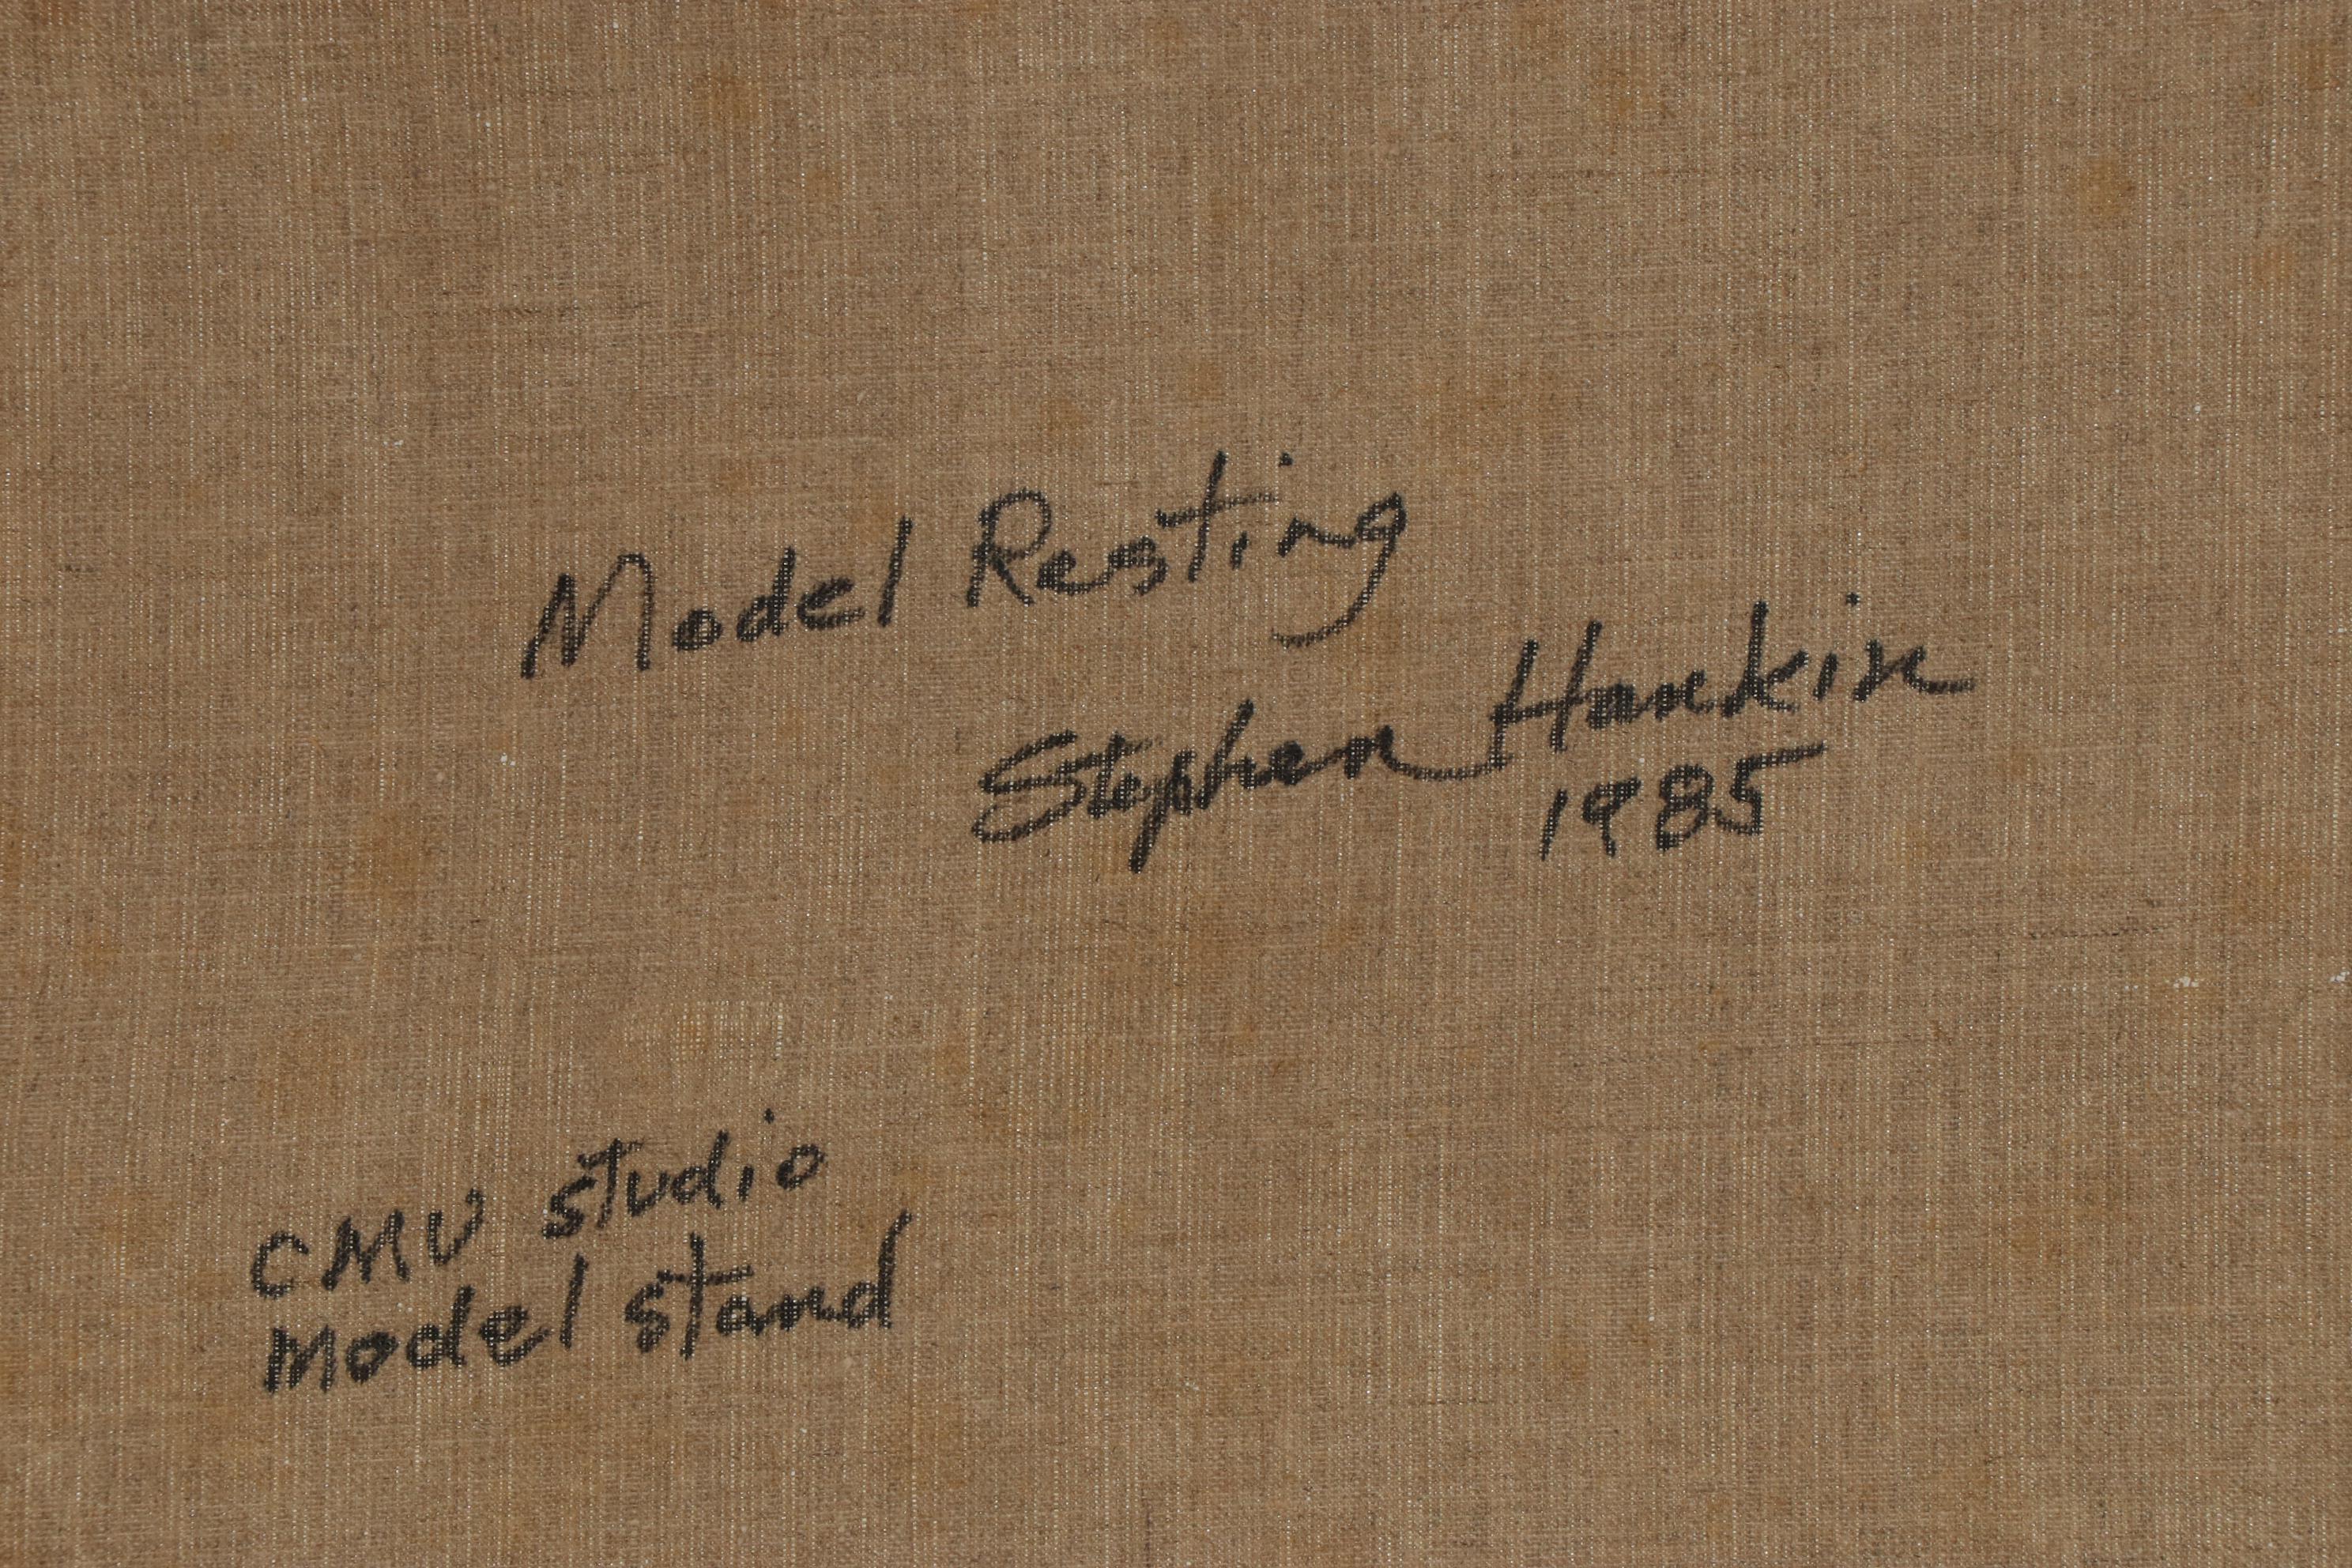 Model Resting
Stephen Hankin
1985
CMU studio
Model stand